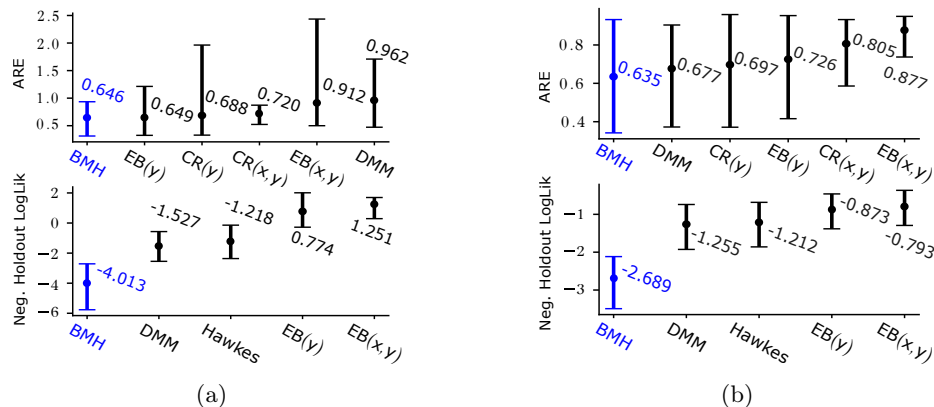 ARE
2.5
2.0
1.5
1.0
0.5
0.646
0.649
0.688
0.720
0.912
0.962
BMH
EB(y)
CR(y)
CR(x,y)
EB(x,y)
DMM
Neg. Holdout LogLik
2
0
−2
−4
−6
-4.013
-1.527
-1.218
0.774
1.251
BMH
DMM
Hawkes
EB(y)
EB(x,y)
(a)
ARE
0.8
0.6
0.4
0.635
0.677
0.697
0.726
0.805
0.877
BMH
DMM
CR(y)
EB(y)
CR(x,y)
EB(x,y)
Neg. Holdout LogLik
−1
−2
−3
-2.689
-1.255
-1.212
-0.873
-0.793
BMH
DMM
Hawkes
EB(y)
EB(x,y)
(b)